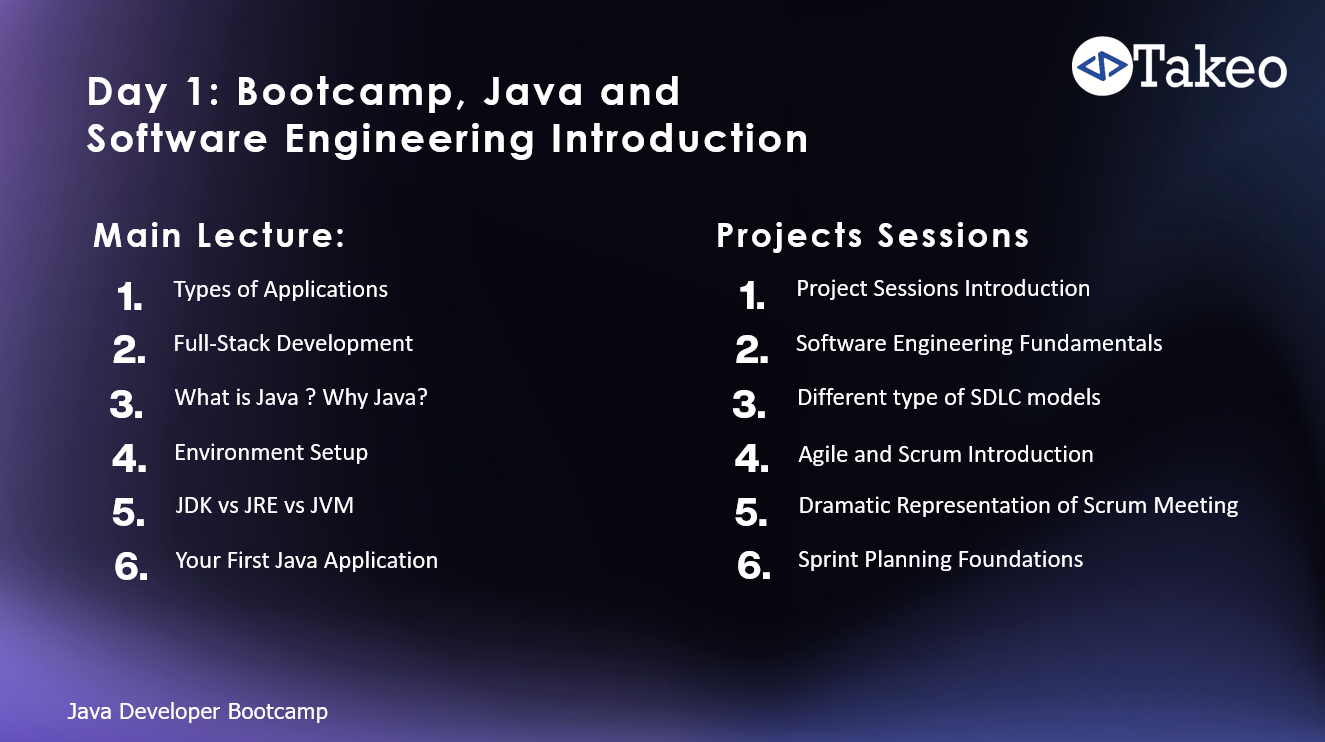 Takeo
Day 1: Bootcamp, Java and
Software Engineering Introduction
Main Lecture:
1. Types of Applications
2. Full-Stack Development
3. What is Java ? Why Java?
4. Environment Setup
5. JDK vs JRE vs JVM
6. Your First Java Application
Projects Sessions
1. Project Sessions Introduction
2. Software Engineering Fundamentals
3. Different type of SDLC models
4. Agile and Scrum Introduction
5. Dramatic Representation of Scrum Meeting
6. Sprint Planning Foundations
Java Developer Bootcamp